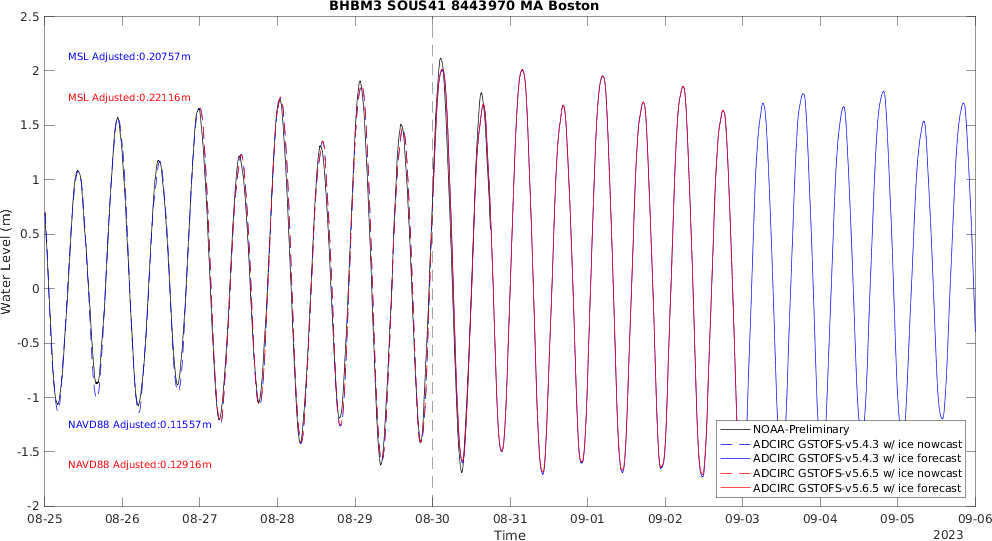 BHBM3 SOUS41 8443970 MA Boston
2.5
2
1.5
1
0.5
0
-0.5
-1
-1.5
-2
Water Level (m)
MSL Adjusted:0.20757m
MSL Adjusted:0.22116m
NAVD88 Adjusted:0.11557m
NAVD88 Adjusted:0.12916m
NOAA-Preliminary
ADCIRC GSTOFS-v5.4.3 w/ ice nowcast
ADCIRC GSTOFS-v5.4.3 w/ ice forecast
ADCIRC GSTOFS-v5.6.5 w/ ice nowcast
ADCIRC GSTOFS-v5.6.5 w/ ice forecast
08-25 08-26 08-27 08-28 08-29 08-30 08-31 09-01 09-02 09-03 09-04 09-05 09-06
Time
2023